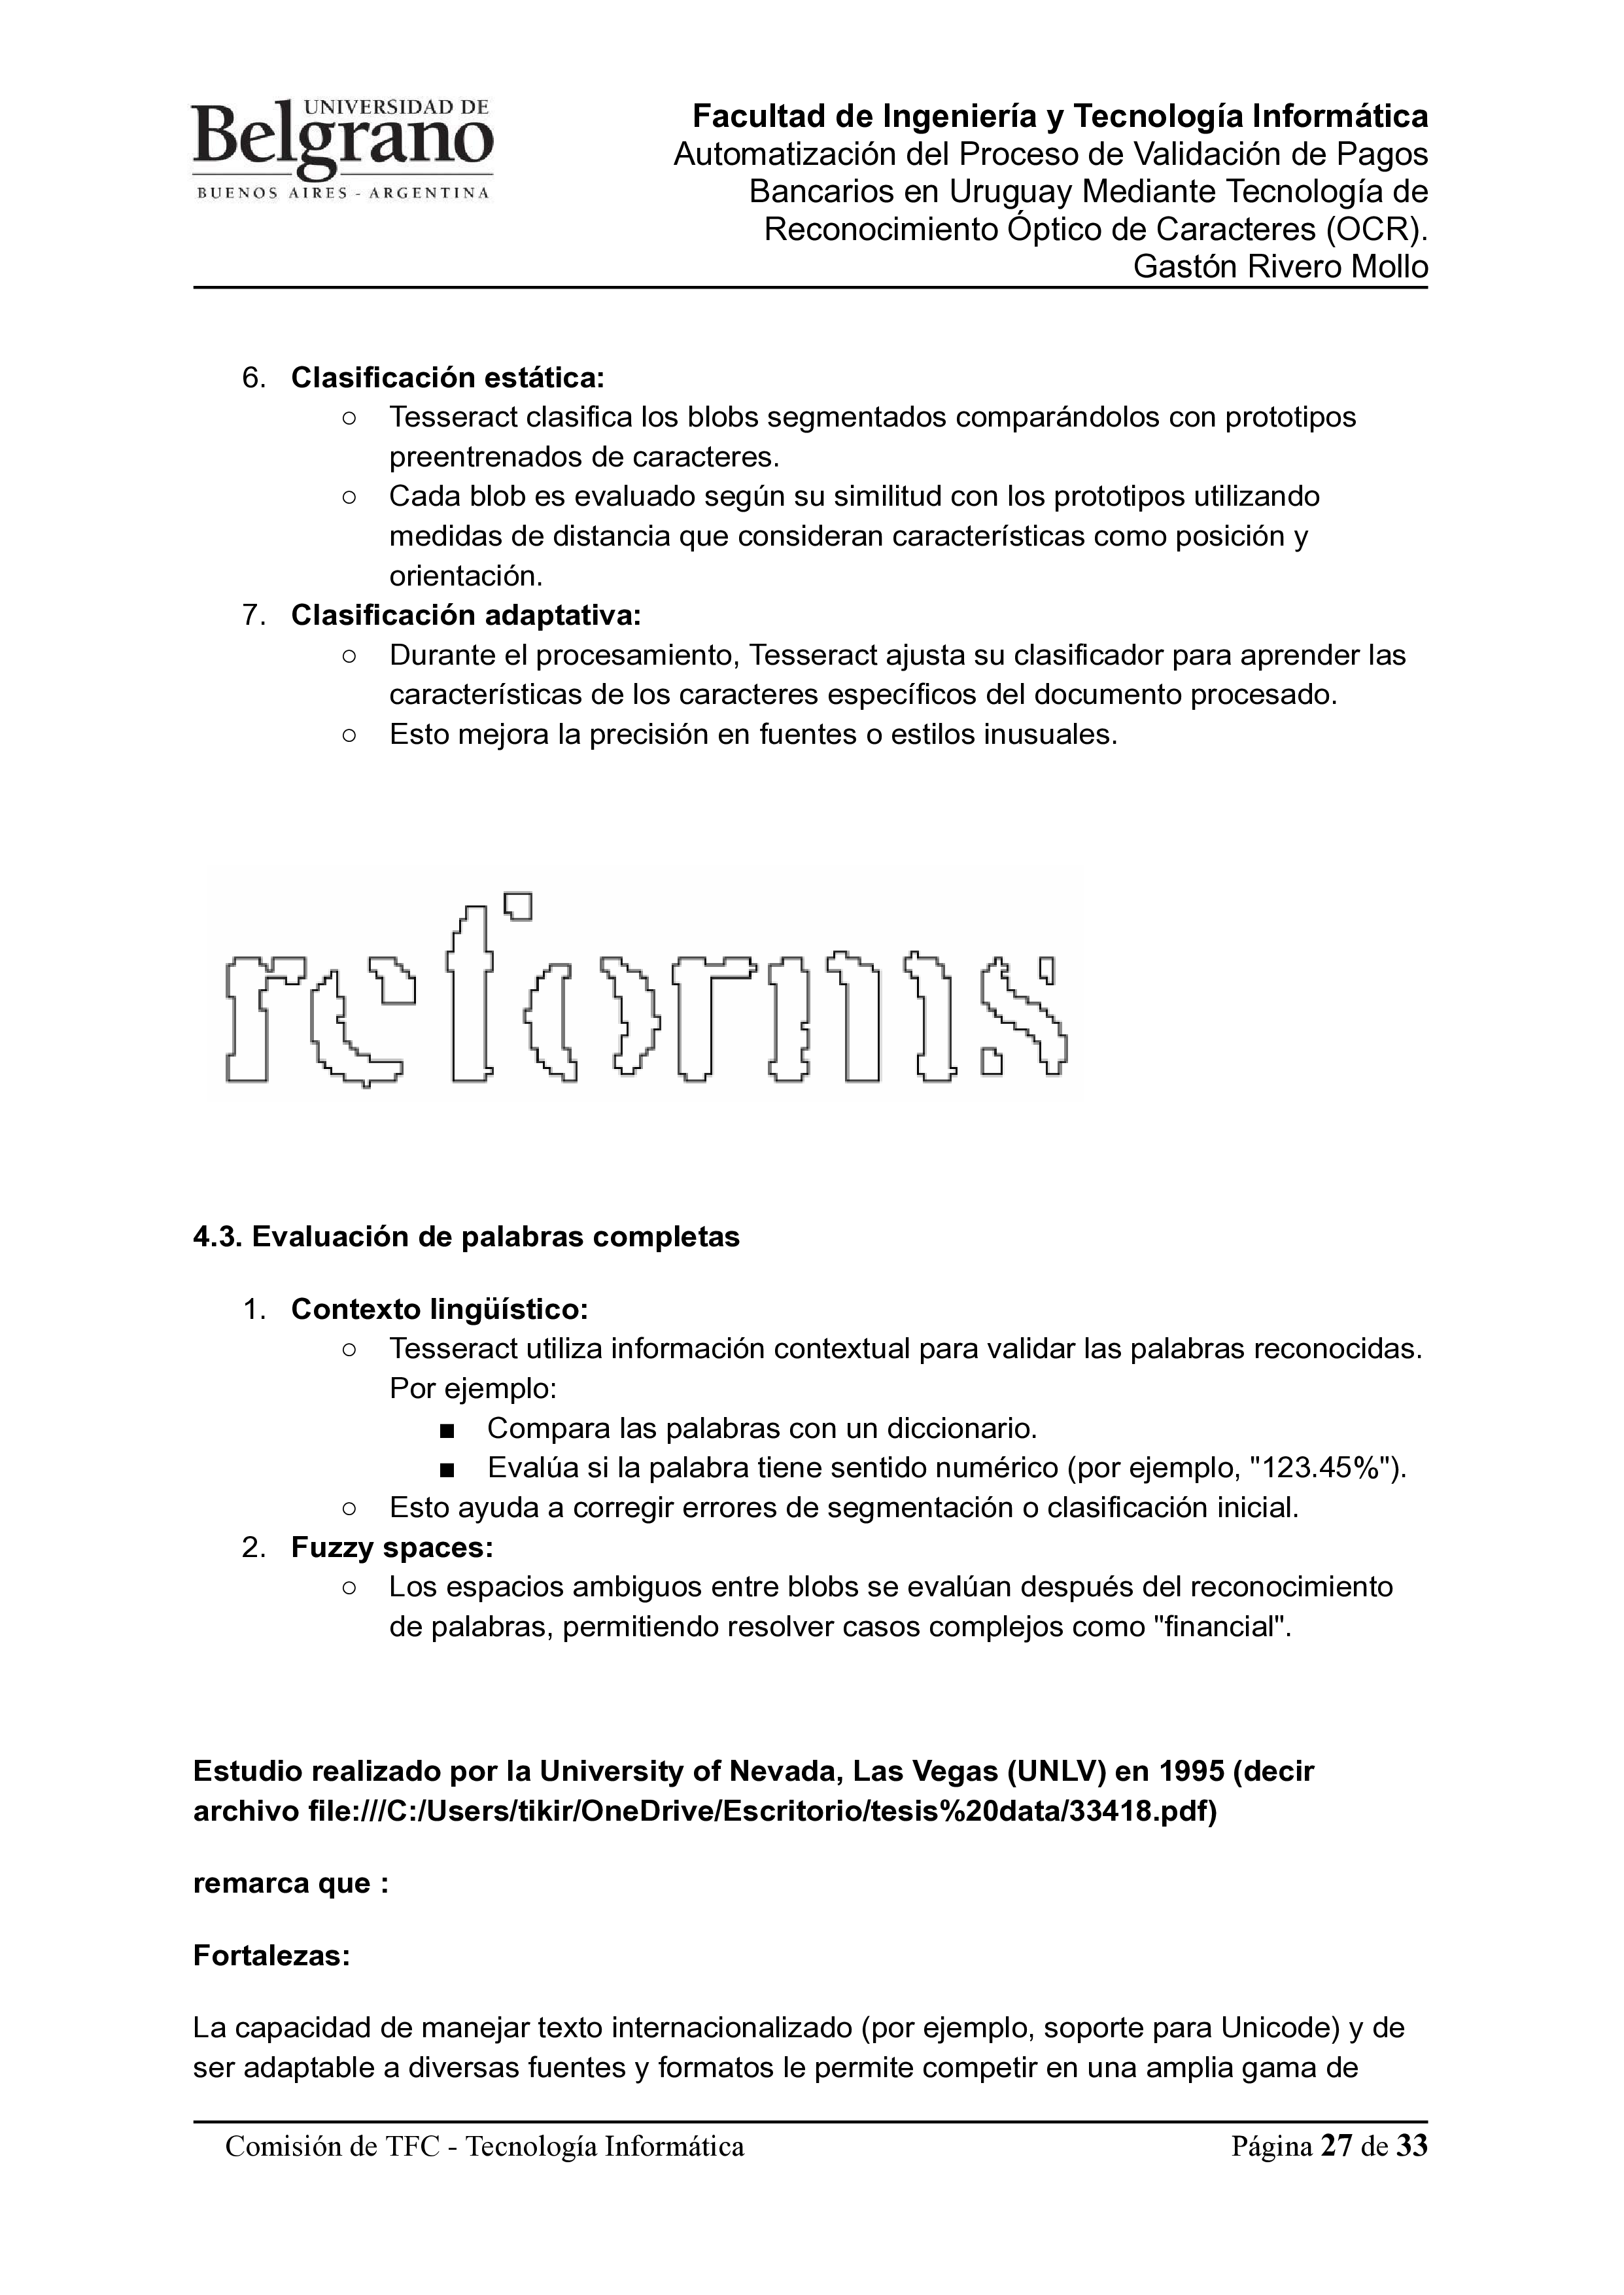 UNIVERSIDAD DE
Belgrano
BUENOS AIRES - ARGENTINA
Facultad de Ingeniería y Tecnología Informática
Automatización del Proceso de Validación de Pagos
Bancarios en Uruguay Mediante Tecnología de
Reconocimiento Óptico de Caracteres (OCR).
Gastón Rivero Mollo
6. Clasificación estática:
○ Tesseract clasifica los blobs segmentados comparándolos con prototipos
preentrenados de caracteres.
○ Cada blob es evaluado según su similitud con los prototipos utilizando
medidas de distancia que consideran características como posición y
orientación.
7. Clasificación adaptativa:
○ Durante el procesamiento, Tesseract ajusta su clasificador para aprender las
características de los caracteres específicos del documento procesado.
○ Esto mejora la precisión en fuentes o estilos inusuales.
reforms
4.3. Evaluación de palabras completas
1. Contexto lingüístico:
○ Tesseract utiliza información contextual para validar las palabras reconocidas.
Por ejemplo:
■ Compara las palabras con un diccionario.
■ Evalúa si la palabra tiene sentido numérico (por ejemplo, "123.45%").
○ Esto ayuda a corregir errores de segmentación o clasificación inicial.
2. Fuzzy spaces:
○ Los espacios ambiguos entre blobs se evalúan después del reconocimiento
de palabras, permitiendo resolver casos complejos como "financial".
Estudio realizado por la University of Nevada, Las Vegas (UNLV) en 1995 (decir
archivo file:///C:/Users/tikir/OneDrive/Escritorio/tesis%20data/33418.pdf)
remarca que :
Fortalezas:
La capacidad de manejar texto internacionalizado (por ejemplo, soporte para Unicode) y de
ser adaptable a diversas fuentes y formatos le permite competir en una amplia gama de
Comisión de TFC - Tecnología Informática
Página 27 de 33